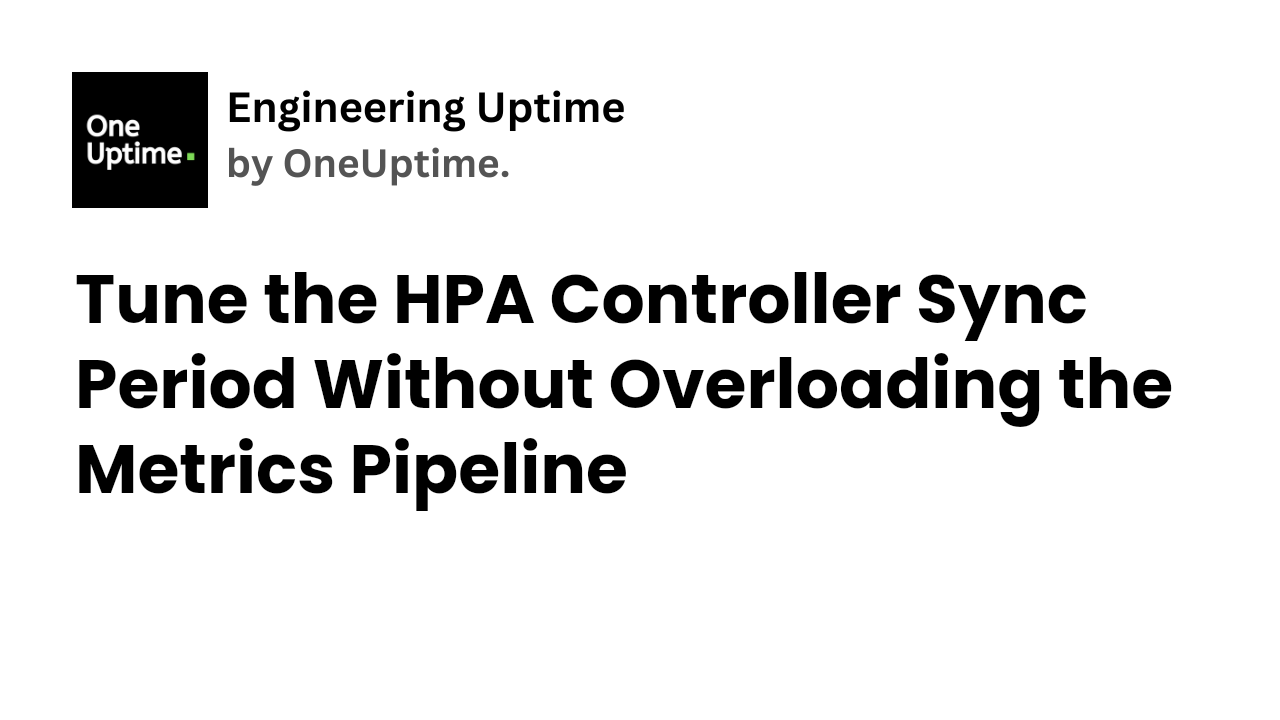 One
Uptime.
Engineering Uptime
by OneUptime.
Tune the HPA Controller Sync
Period Without Overloading the
Metrics Pipeline